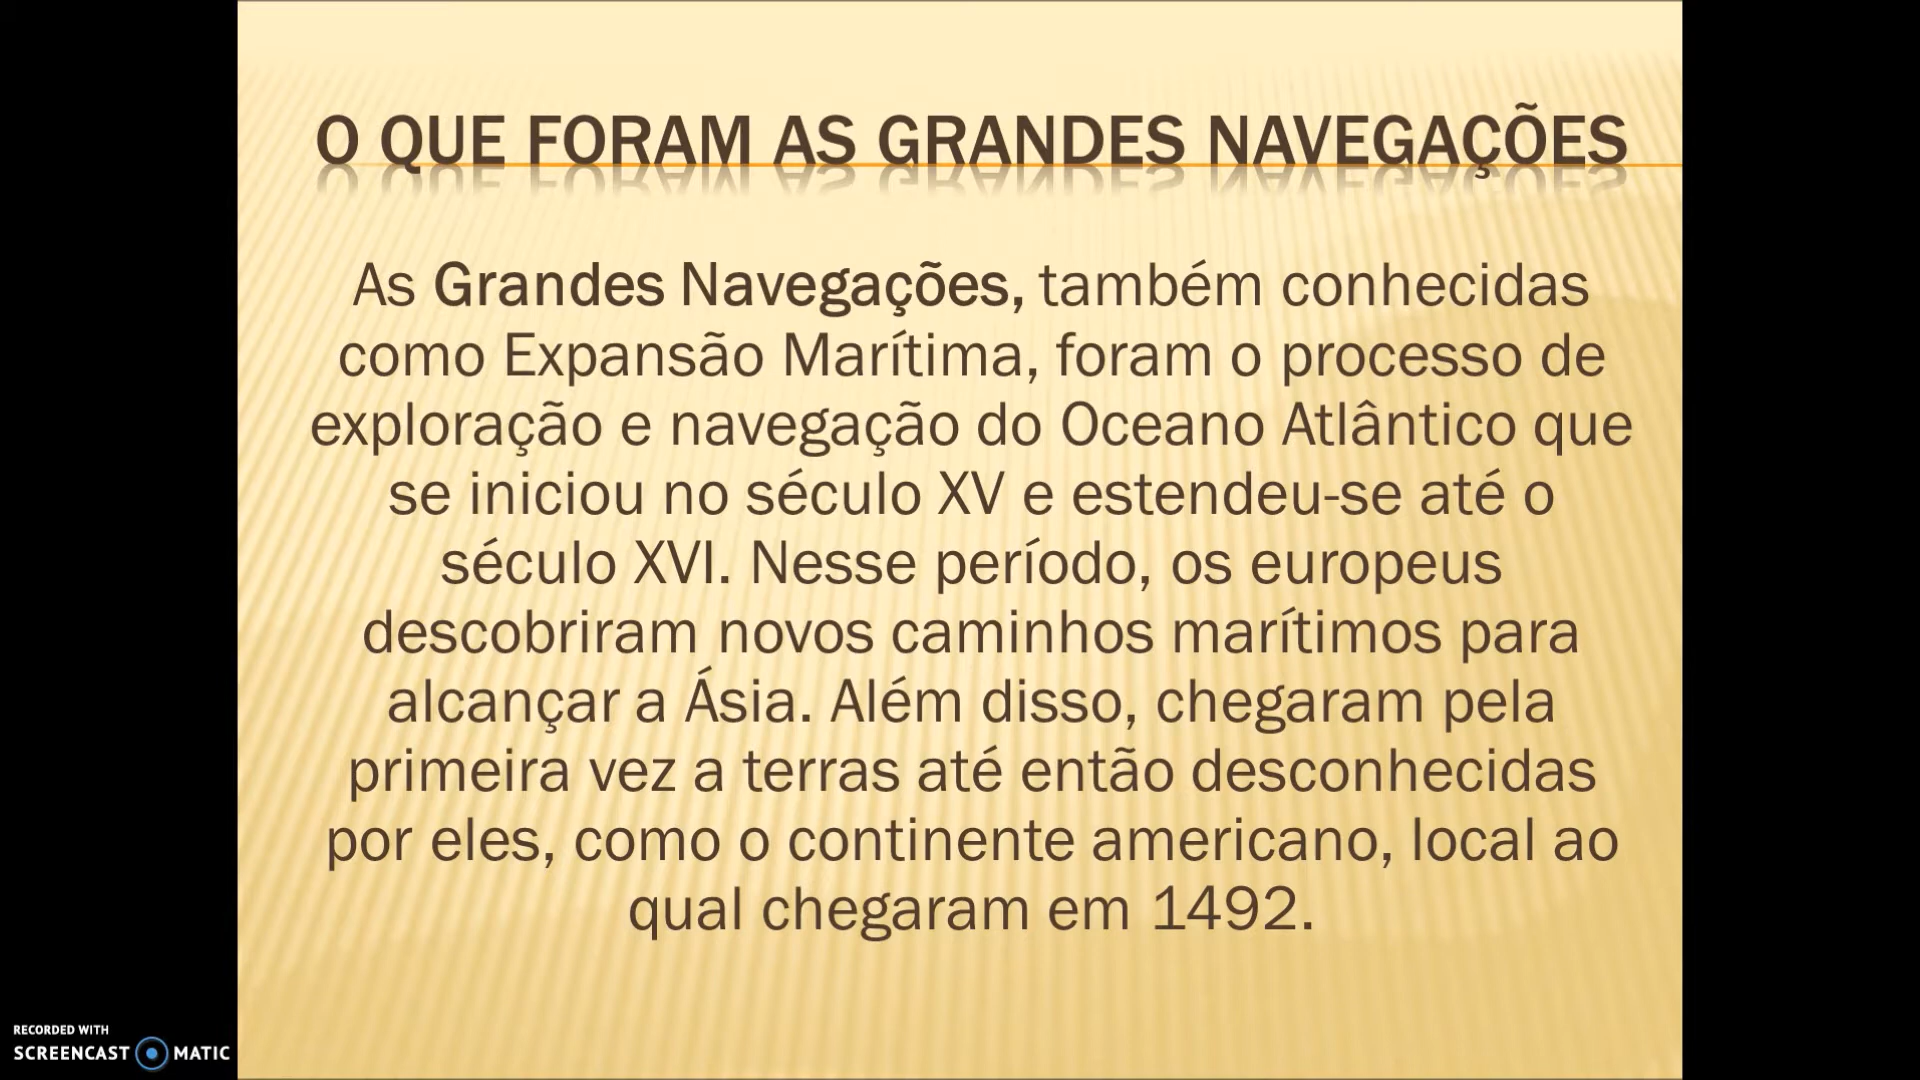 O QUE FORAM AS GRANDES NAVEGAÇÕES
As Grandes Navegações, também conhecidas
como Expansão Marítima, foram o processo de
exploração e navegação do Oceano Atlântico que
se iniciou no século XV e estendeu-se até o
século XVI. Nesse período, os europeus
descobriram novos caminhos marítimos para
alcançar a Ásia. Além disso, chegaram pela
primeira vez a terras até então desconhecidas
por eles, como o continente americano, local ao
qual chegaram em 1492.
RECORDED WITH
SCREENCAST MATIC